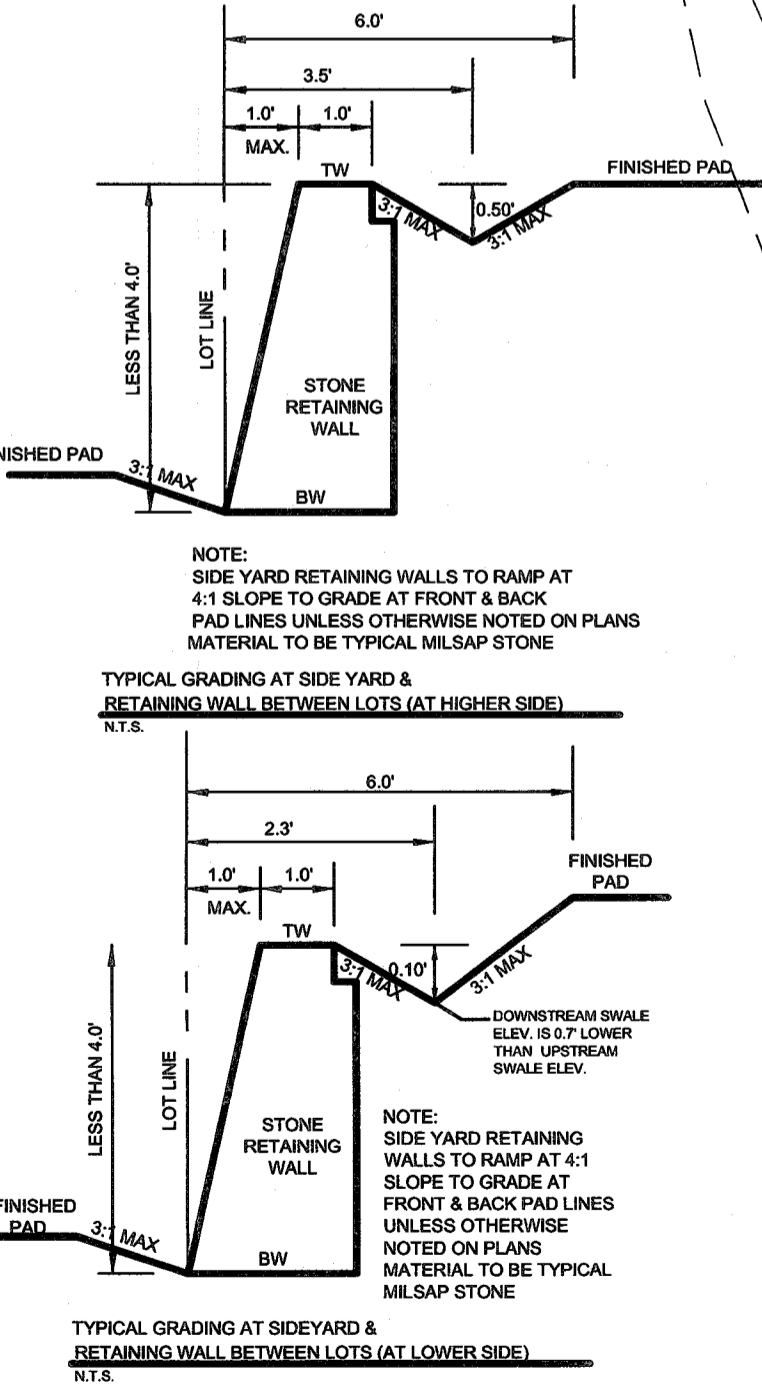 6.0'
3.5'
1.0'
1.0'
MAX.
TW
FINISHED PAD
0.50'
3:1 MAX
3:1 MAX
LESS THAN 4.0'
LOT LINE
STONE
RETAINING
WALL
NISHED PAD
3:1 MAX
BW
NOTE:
SIDE YARD RETAINING WALLS TO RAMP AT
4:1 SLOPE TO GRADE AT FRONT & BACK
PAD LINES UNLESS OTHERWISE NOTED ON PLANS
MATERIAL TO BE TYPICAL MILSAP STONE
TYPICAL GRADING AT SIDE YARD &
RETAINING WALL BETWEEN LOTS (AT HIGHER SIDE)
N.T.S.
6.0'
2.3'
1.0'
1.0'
MAX.
TW
FINISHED
PAD
0.10'
3:1 MAX
3:1 MAX
DOWNSTREAM SWALE
ELEV. IS 0.7' LOWER
THAN UPSTREAM
SWALE ELEV.
LESS THAN 4.0'
LOT LINE
STONE
RETAINING
WALL
NOTE:
SIDE YARD RETAINING
WALLS TO RAMP AT 4:1
SLOPE TO GRADE AT
FRONT & BACK PAD LINES
UNLESS OTHERWISE
NOTED ON PLANS
MATERIAL TO BE TYPICAL
MILSAP STONE
FINISHED
PAD
3:1 MAX
BW
TYPICAL GRADING AT SIDEYARD &
RETAINING WALL BETWEEN LOTS (AT LOWER SIDE)
N.T.S.